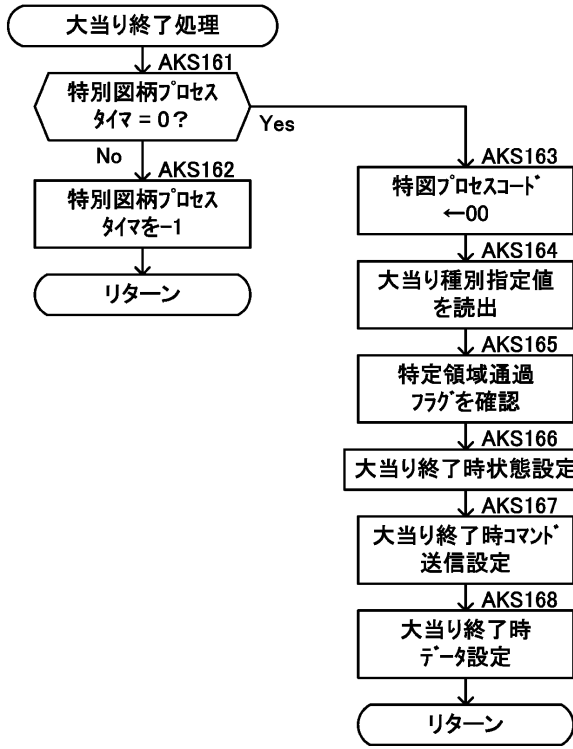 大当り終了処理
AKS161
特別図柄プロセス
タイマ = 0？
Yes
No
AKS162
特別図柄プロセス
タイマを-1
リターン
AKS163
特図プロセスコード
←00
AKS164
大当り種別指定値
を読出
AKS165
特定領域通過
フラグを確認
AKS166
大当り終了時状態設定
AKS167
大当り終了時コマンド
送信設定
AKS168
大当り終了時
データ設定
リターン